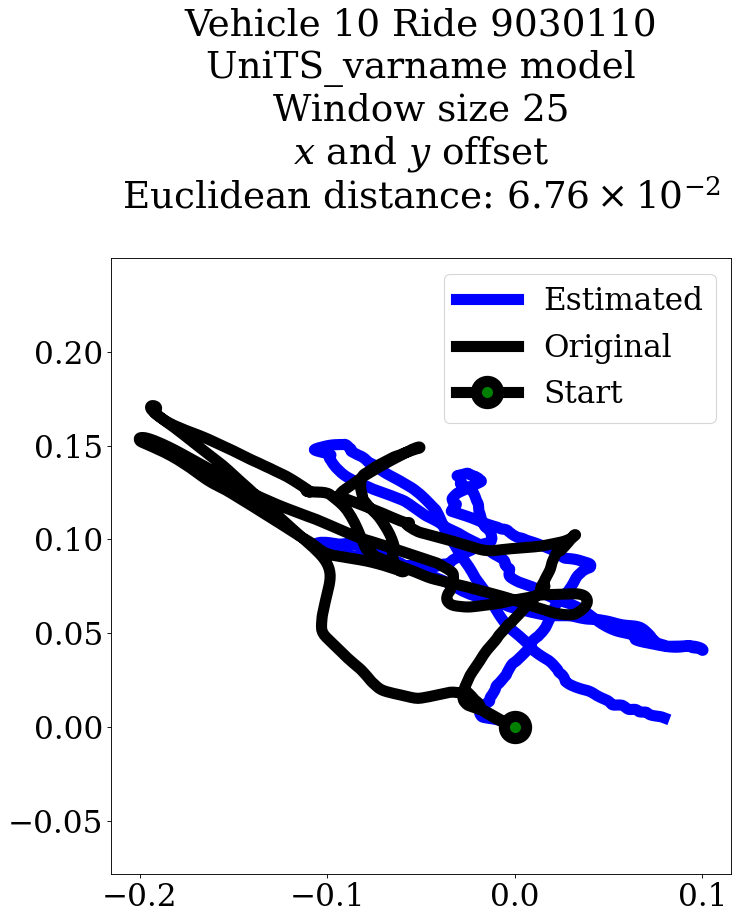 Vehicle 10 Ride 9030110
UniTS_varname model
Window size 25
x and y offset
Euclidean distance: 6.76 × 10⁻²
Estimated
Original
Start
0.20
0.15
0.10
0.05
0.00
−0.05
−0.2 −0.1 0.0 0.1